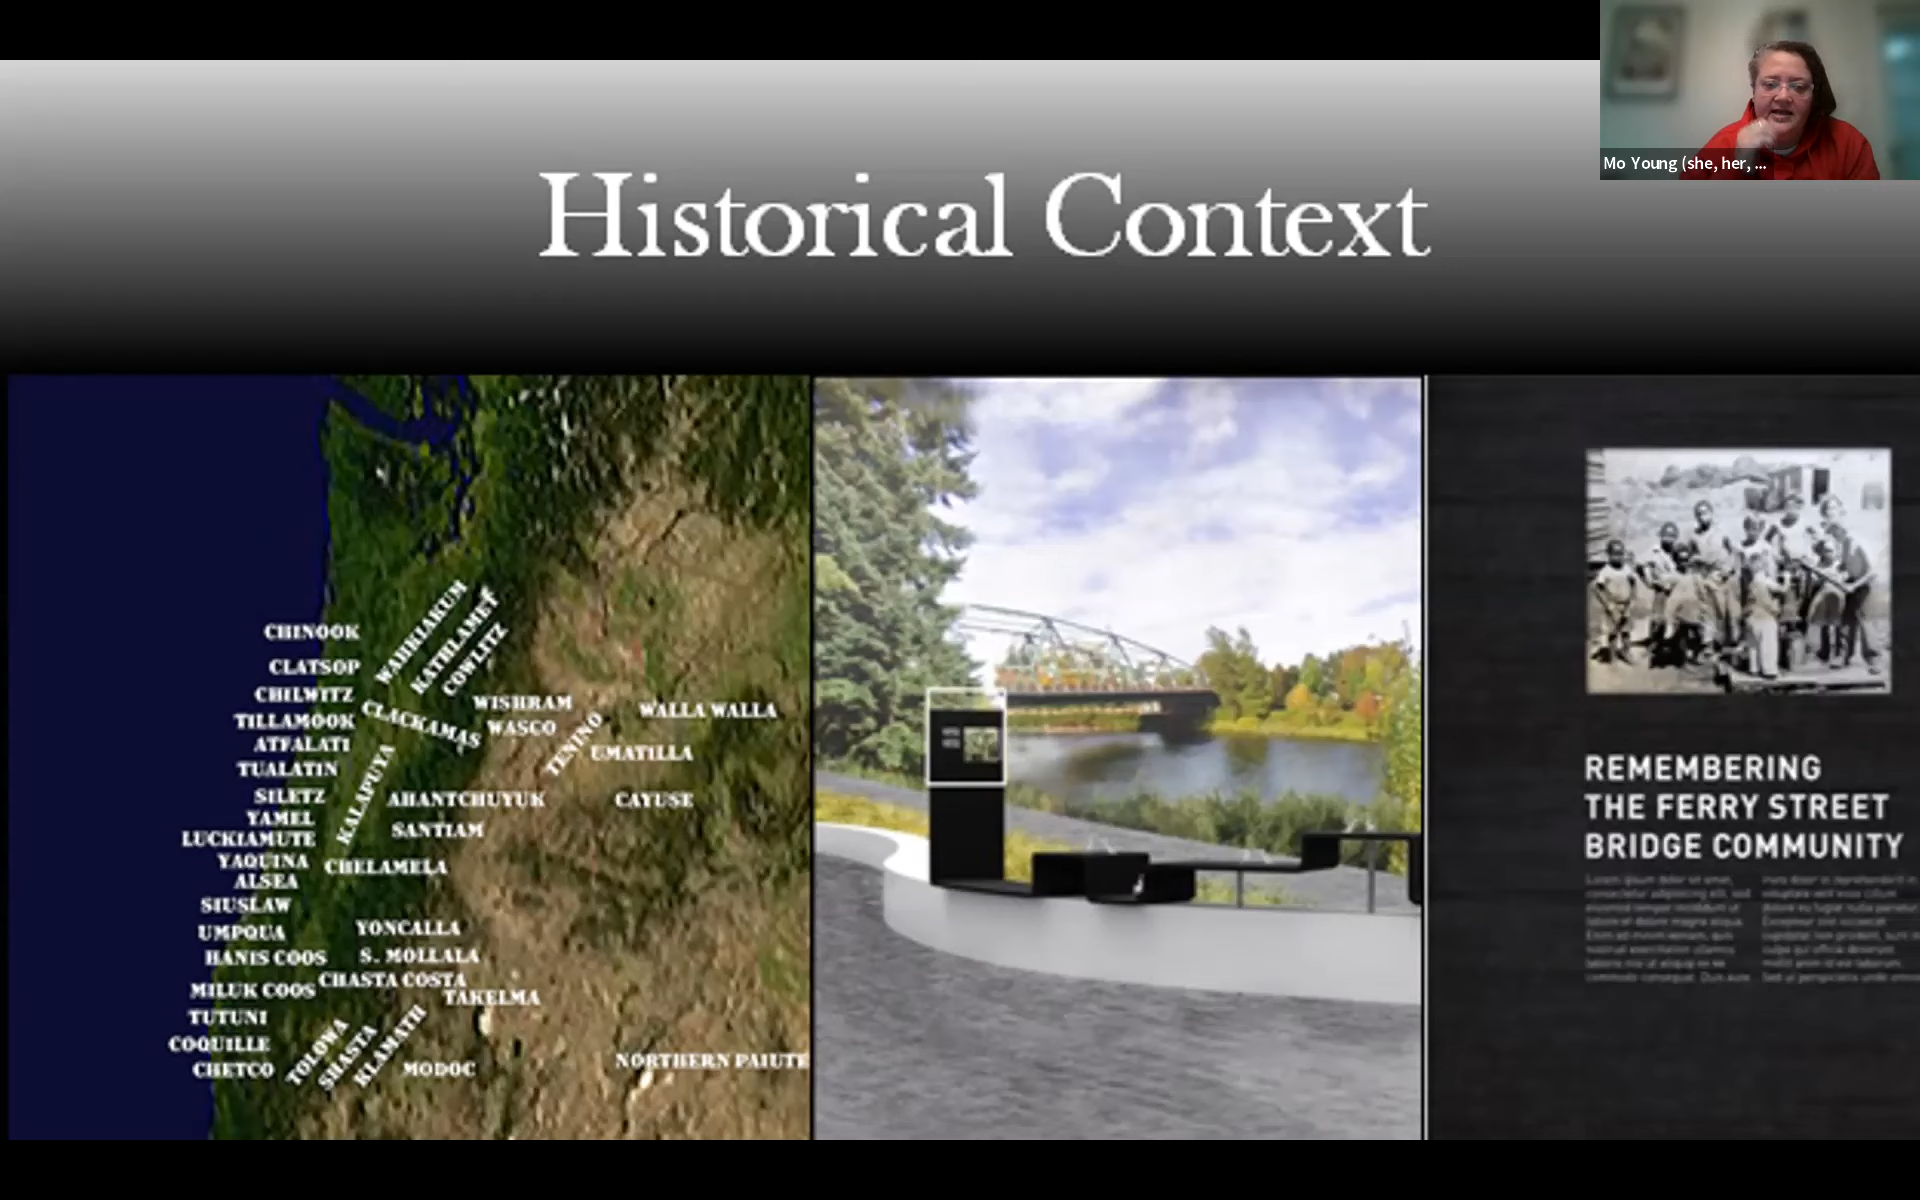 Mo Young (she, her, ...
Historical Context
CHINOOK
CLATSOP
CHILWITZ
TILLAMOOK
ATFALATI
TUALATIN
SILETZ
YAMEL
LUCKIAMUTE
YAQUINA
ALSEA
SIUSLAW
UMPQUA
HANIS COOS
MILUK COOS
TUTUNI
COQUILLE
CHETCO
WAHKIAKUM
KATHLAMET
COWLITZ
CLACKAMAS
KALAPUYA
WISHRAM
WASCO
TENINO
WALLA WALLA
UMATILLA
AHANTCHUYUK
CAYUSE
SANTIAM
CHELAMELA
YONCALLA
S. MOLLALA
CHASTA COSTA
TAKELMA
TOLOWA
SHASTA
KLAMATH
MODOC
NORTHERN PAIUTE
REMEMBERING
THE FERRY STREET
BRIDGE COMMUNITY